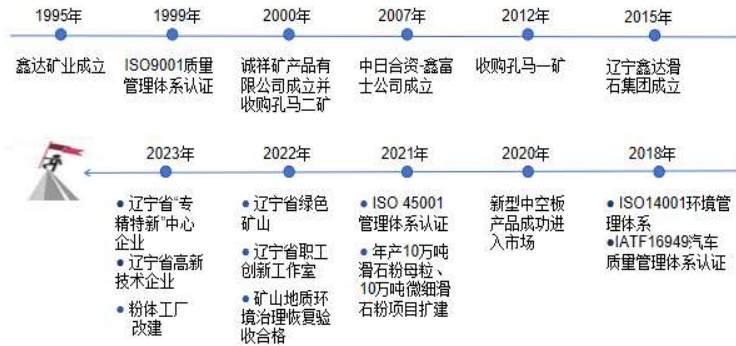 1995年
1999年
2000年
2007年
2012年
2015年
鑫达矿业成立
ISO9001质量
管理体系认证
诚祥矿产品有
限公司成立并
收购孔马二矿
中日合资-鑫富
士公司成立
收购孔马一矿
辽宁鑫达滑
石集团成立
2023年
2022年
2021年
2020年
2018年
● 辽宁省“专
精特新”中心
企业
● 辽宁省高新
技术企业
● 粉体工厂
改建
● 辽宁省绿色
矿山
● 辽宁省职工
创新工作室
● 矿山地质环
境治理恢复验
收合格
● ISO 45001
管理体系认证
● 年产10万吨
滑石粉母粒、
10万吨微细滑
石粉项目扩建
新型中空板
产品成功进
入市场
● ISO14001环境管
理体系
●IATF16949汽车
质量管理体系认证